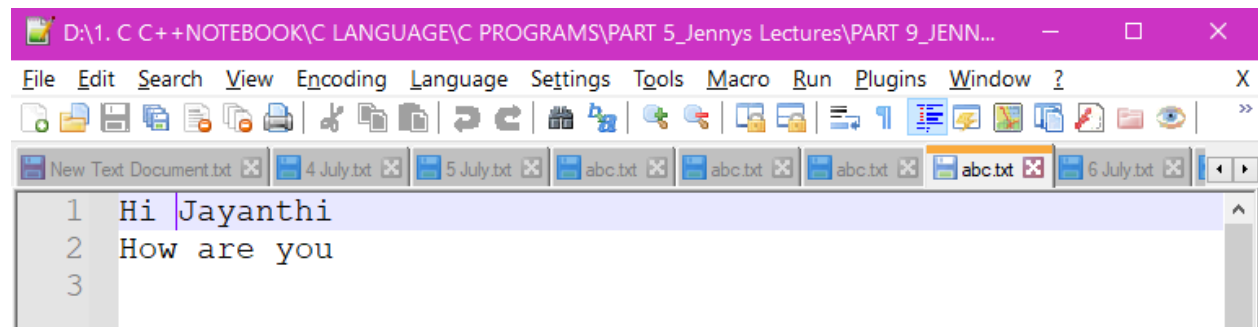 D:\1. C C++NOTEBOOK\C LANGUAGE\C PROGRAMS\PART 5_Jennys Lectures\PART 9_JENN...
File Edit Search View Encoding Language Settings Tools Macro Run Plugins Window ? X
New Text Document.txt 4 July.txt 5 July.txt abc.txt abc.txt abc.txt abc.txt 6 July.txt
1 Hi Jayanthi
2 How are you
3